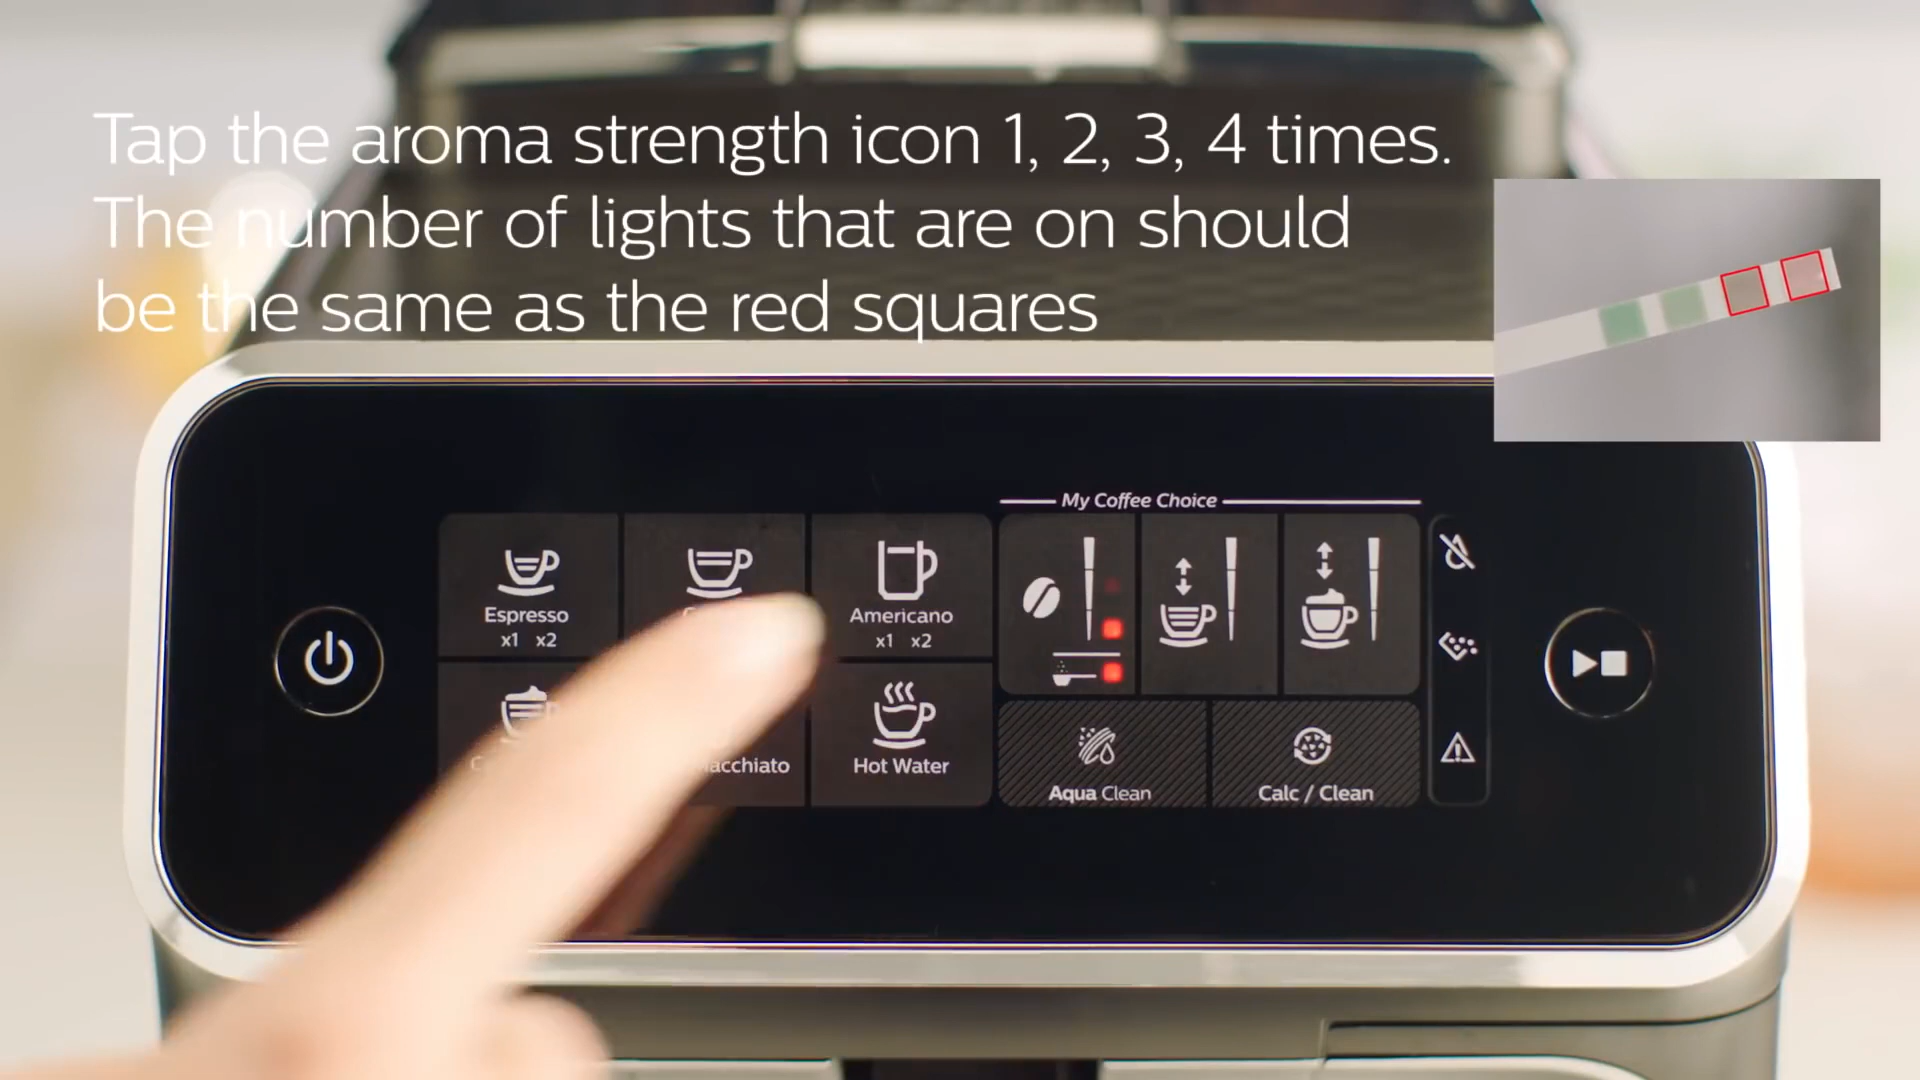 Tap the aroma strength icon 1, 2, 3, 4 times.
The number of lights that are on should
be the same as the red squares
My Coffee Choice
Espresso
x1 x2
Americano
x1 x2
Hot Water
Aqua Clean
Calc / Clean